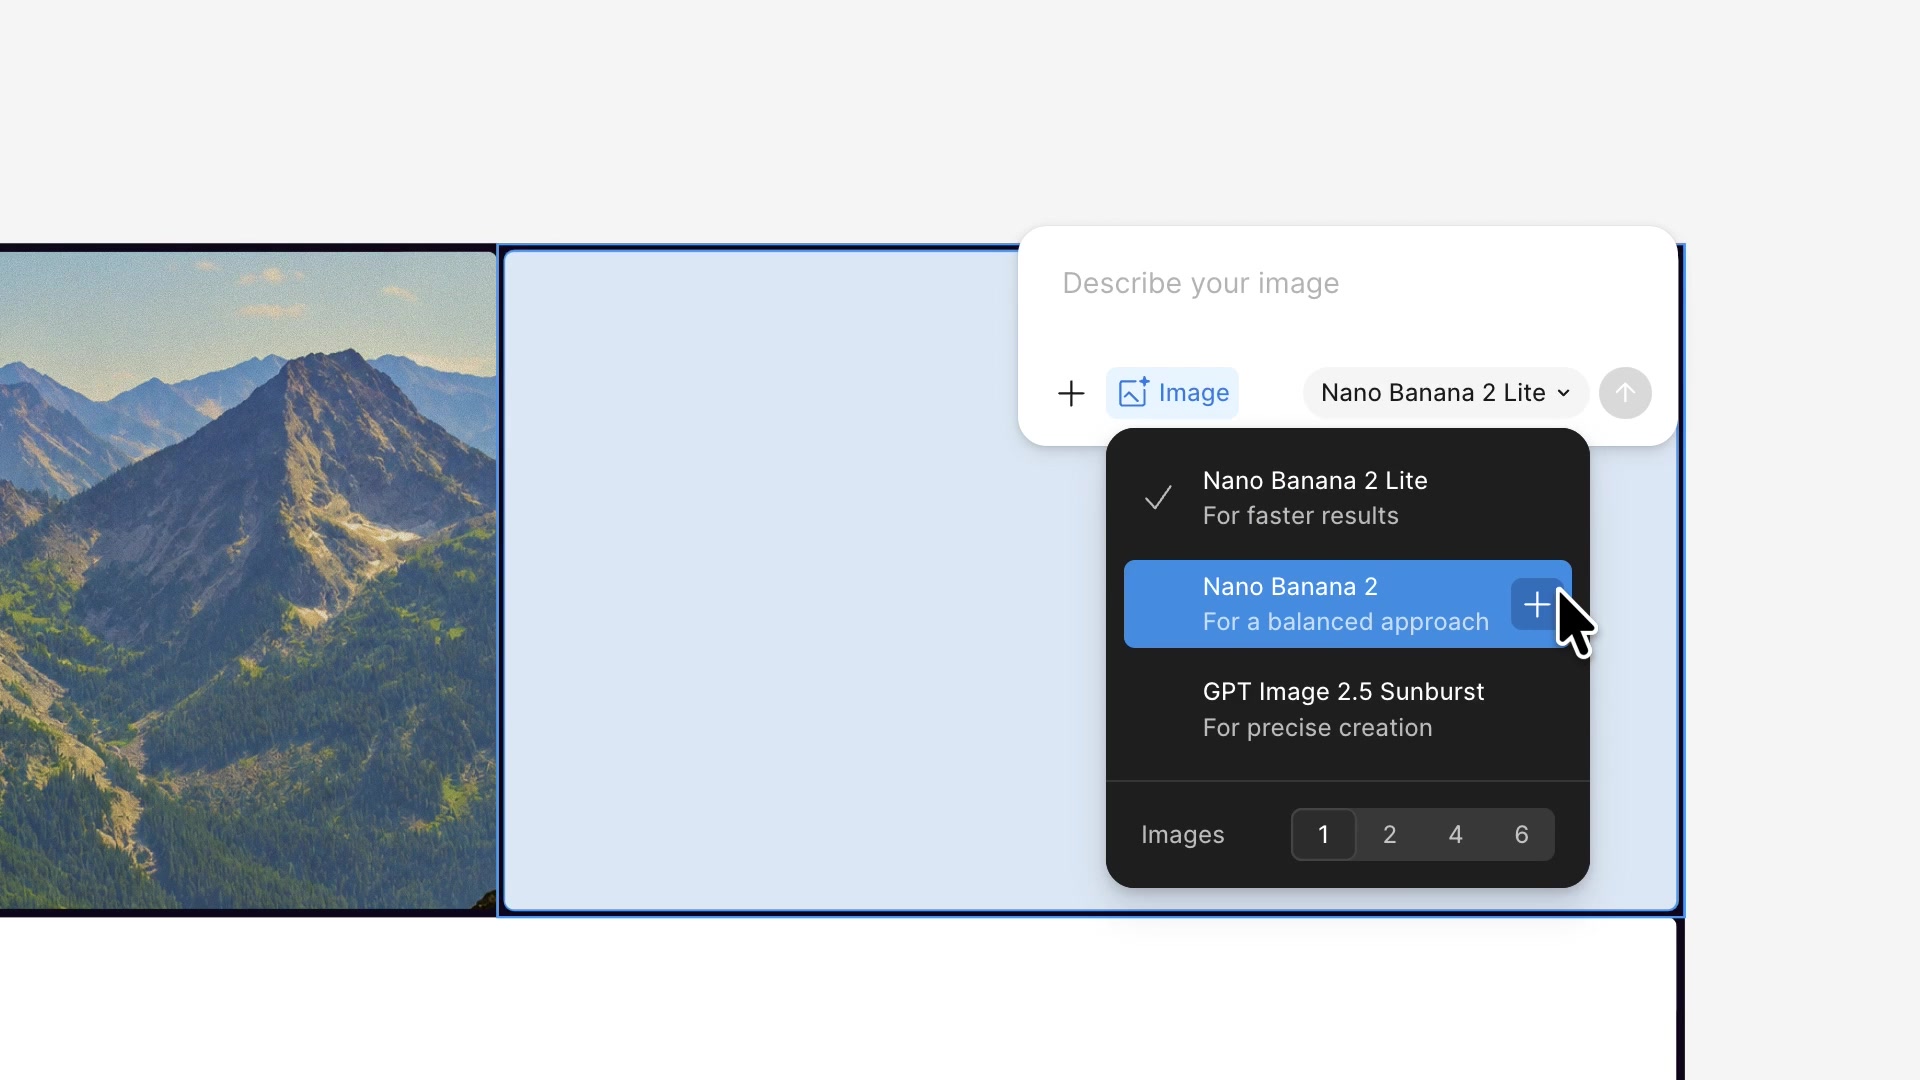 Describe your image
Image
Nano Banana 2 Lite
Nano Banana 2 Lite
For faster results
Nano Banana 2
For a balanced approach
GPT Image 2.5 Sunburst
For precise creation
Images 1 2 4 6